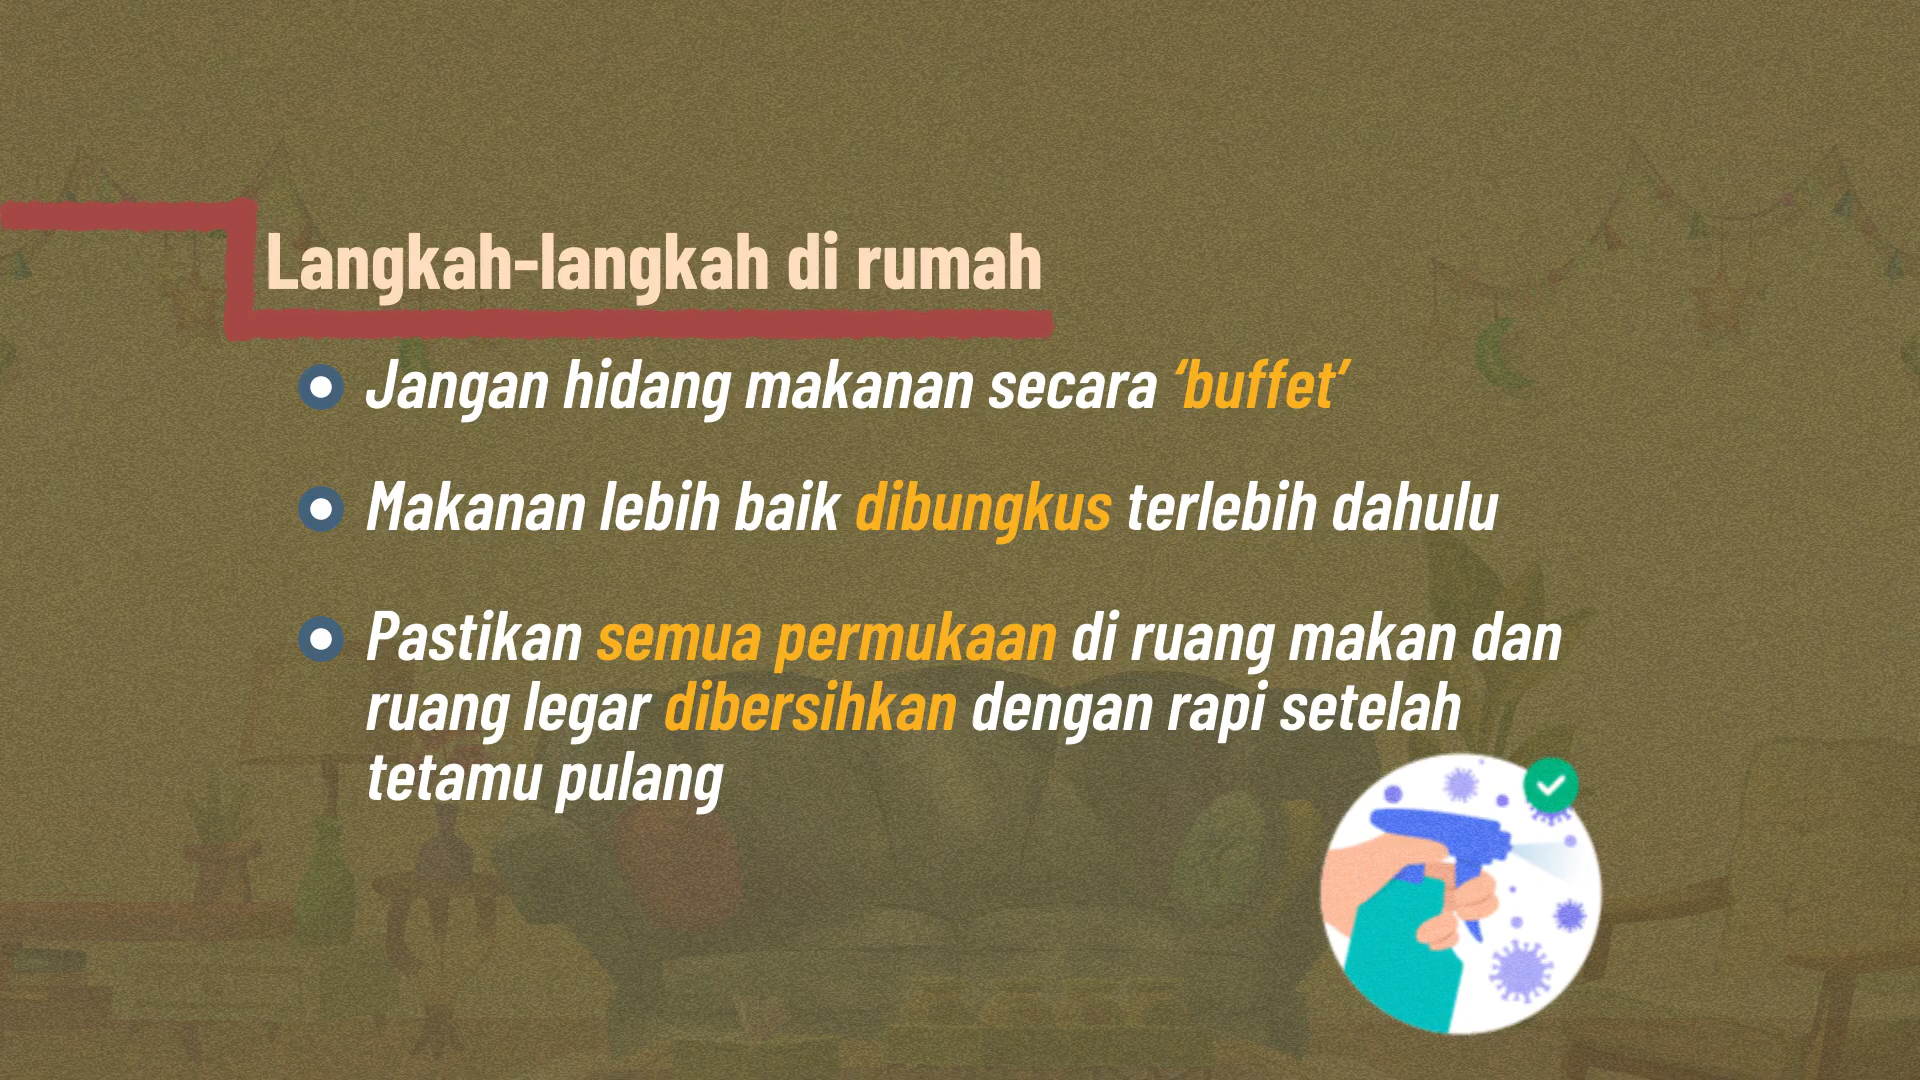 Langkah-langkah di rumah
Jangan hidang makanan secara ‘buffet’
Makanan lebih baik dibungkus terlebih dahulu
Pastikan semua permukaan di ruang makan dan
ruang legar dibersihkan dengan rapi setelah
tetamu pulang